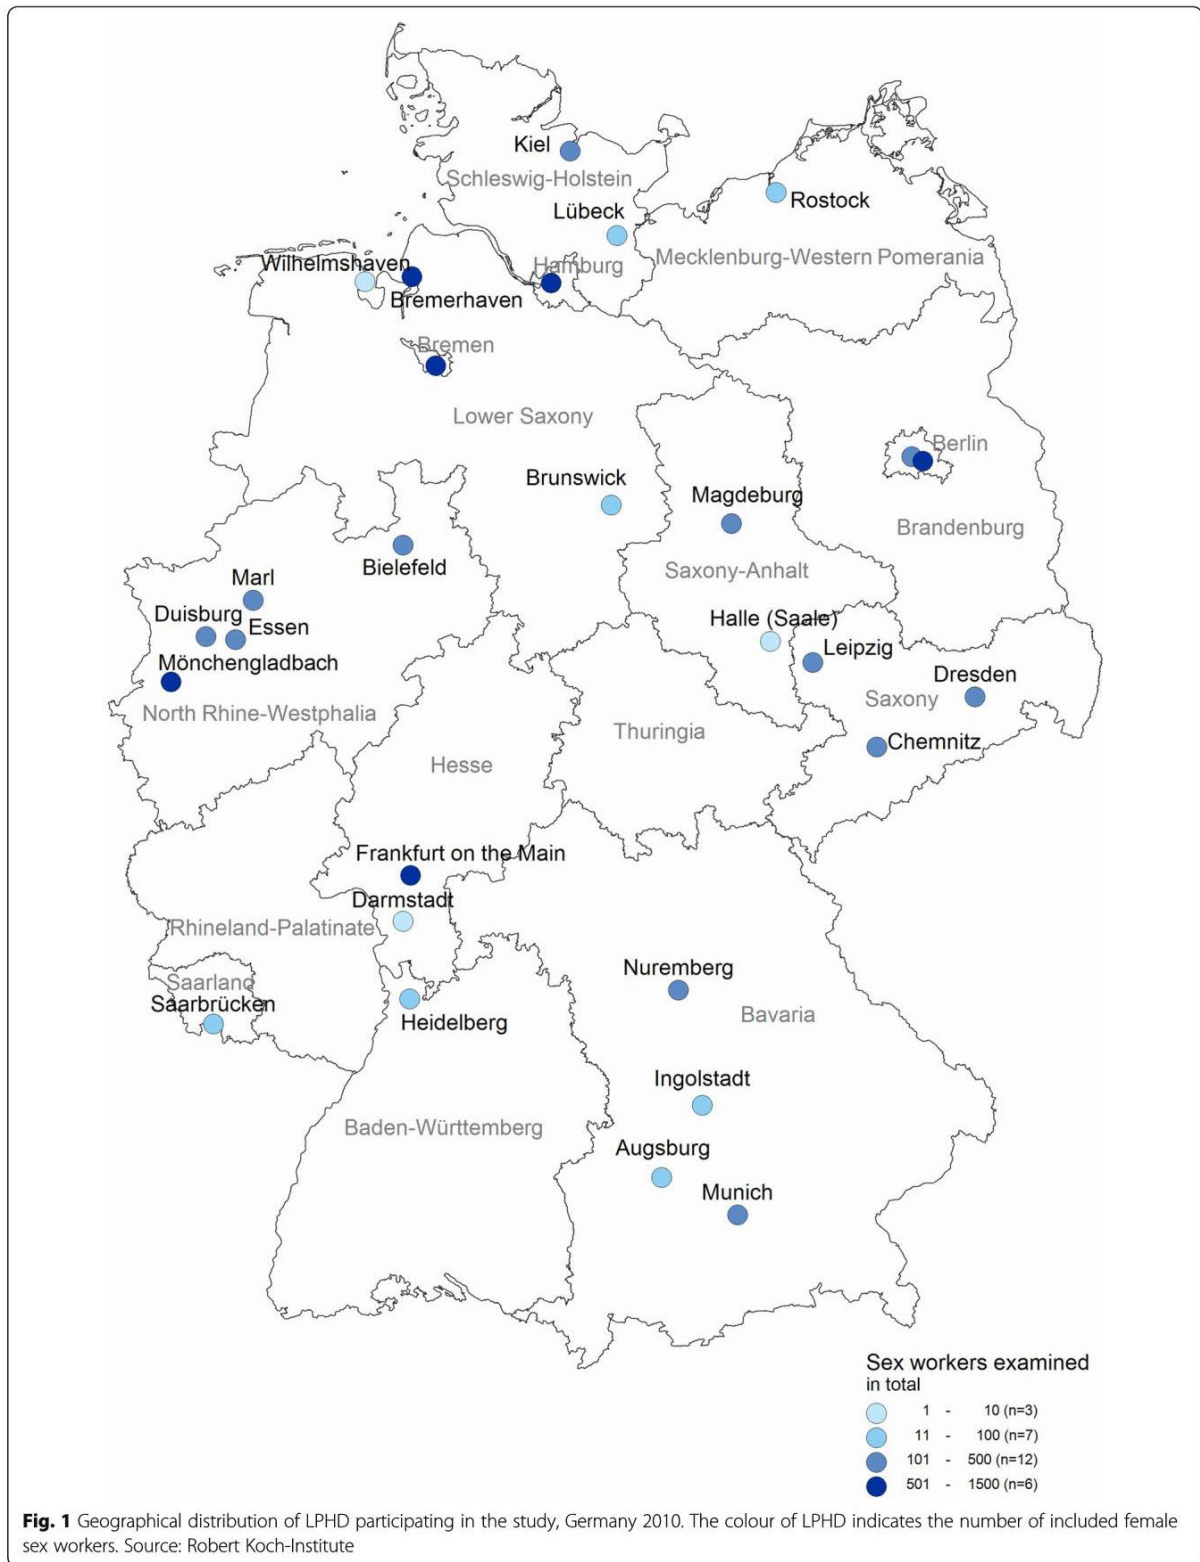 Kiel
Schleswig-Holstein
Rostock
Lübeck
Mecklenburg-Western Pomerania
Hamburg
Wilhelmshaven
Bremerhaven
Bremen
Lower Saxony
Berlin
Brunswick
Magdeburg
Brandenburg
Bielefeld
Saxony-Anhalt
Marl
Duisburg
Essen
Halle (Saale)
Leipzig
Mönchengladbach
Dresden
Saxony
North Rhine-Westphalia
Thuringia
Chemnitz
Hesse
Frankfurt on the Main
Darmstadt
Rhineland-Palatinate
Nuremberg
Saarland
Saarbrücken
Bavaria
Heidelberg
Ingolstadt
Baden-Württemberg
Augsburg
Munich
Sex workers examined
in total
1 - 10 (n=3)
11 - 100 (n=7)
101 - 500 (n=12)
501 - 1500 (n=6)
Fig. 1 Geographical distribution of LPHD participating in the study, Germany 2010. The colour of LPHD indicates the number of included female
sex workers. Source: Robert Koch-Institute